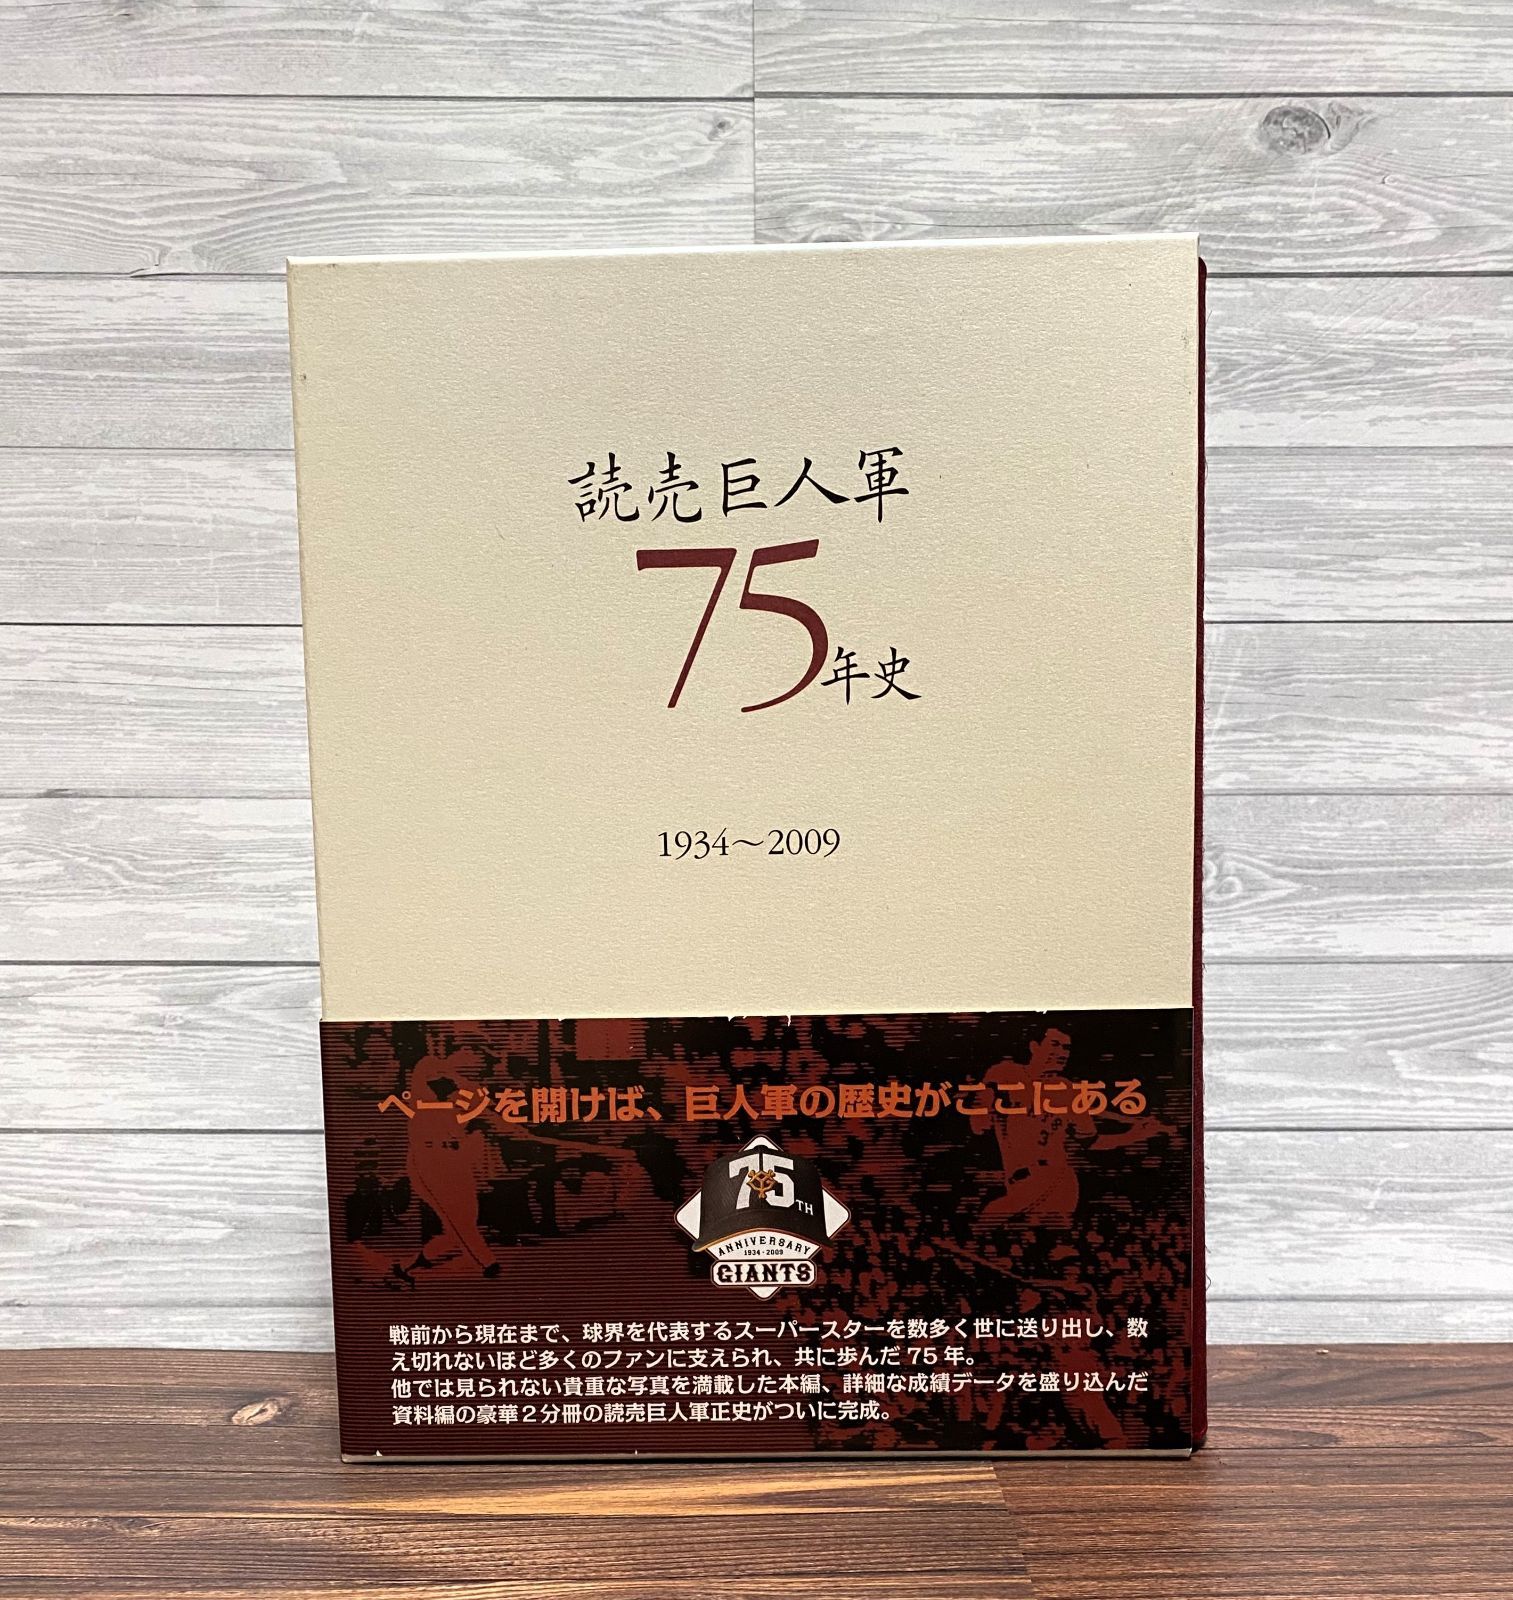 読売巨人軍
75年史
1934～2009
ページを開けば、巨人軍の歴史がここにある
75TH
ANNIVERSARY
1934-2009
GIANTS
戦前から現在まで、球界を代表するスーパースターを数多く世に送り出し、数
え切れないほど多くのファンに支えられ、共に歩んだ 75 年。
他では見られない貴重な写真を満載した本編、詳細な成績データを盛り込んだ
資料編の豪華2分冊の読売巨人軍正史がついに完成。